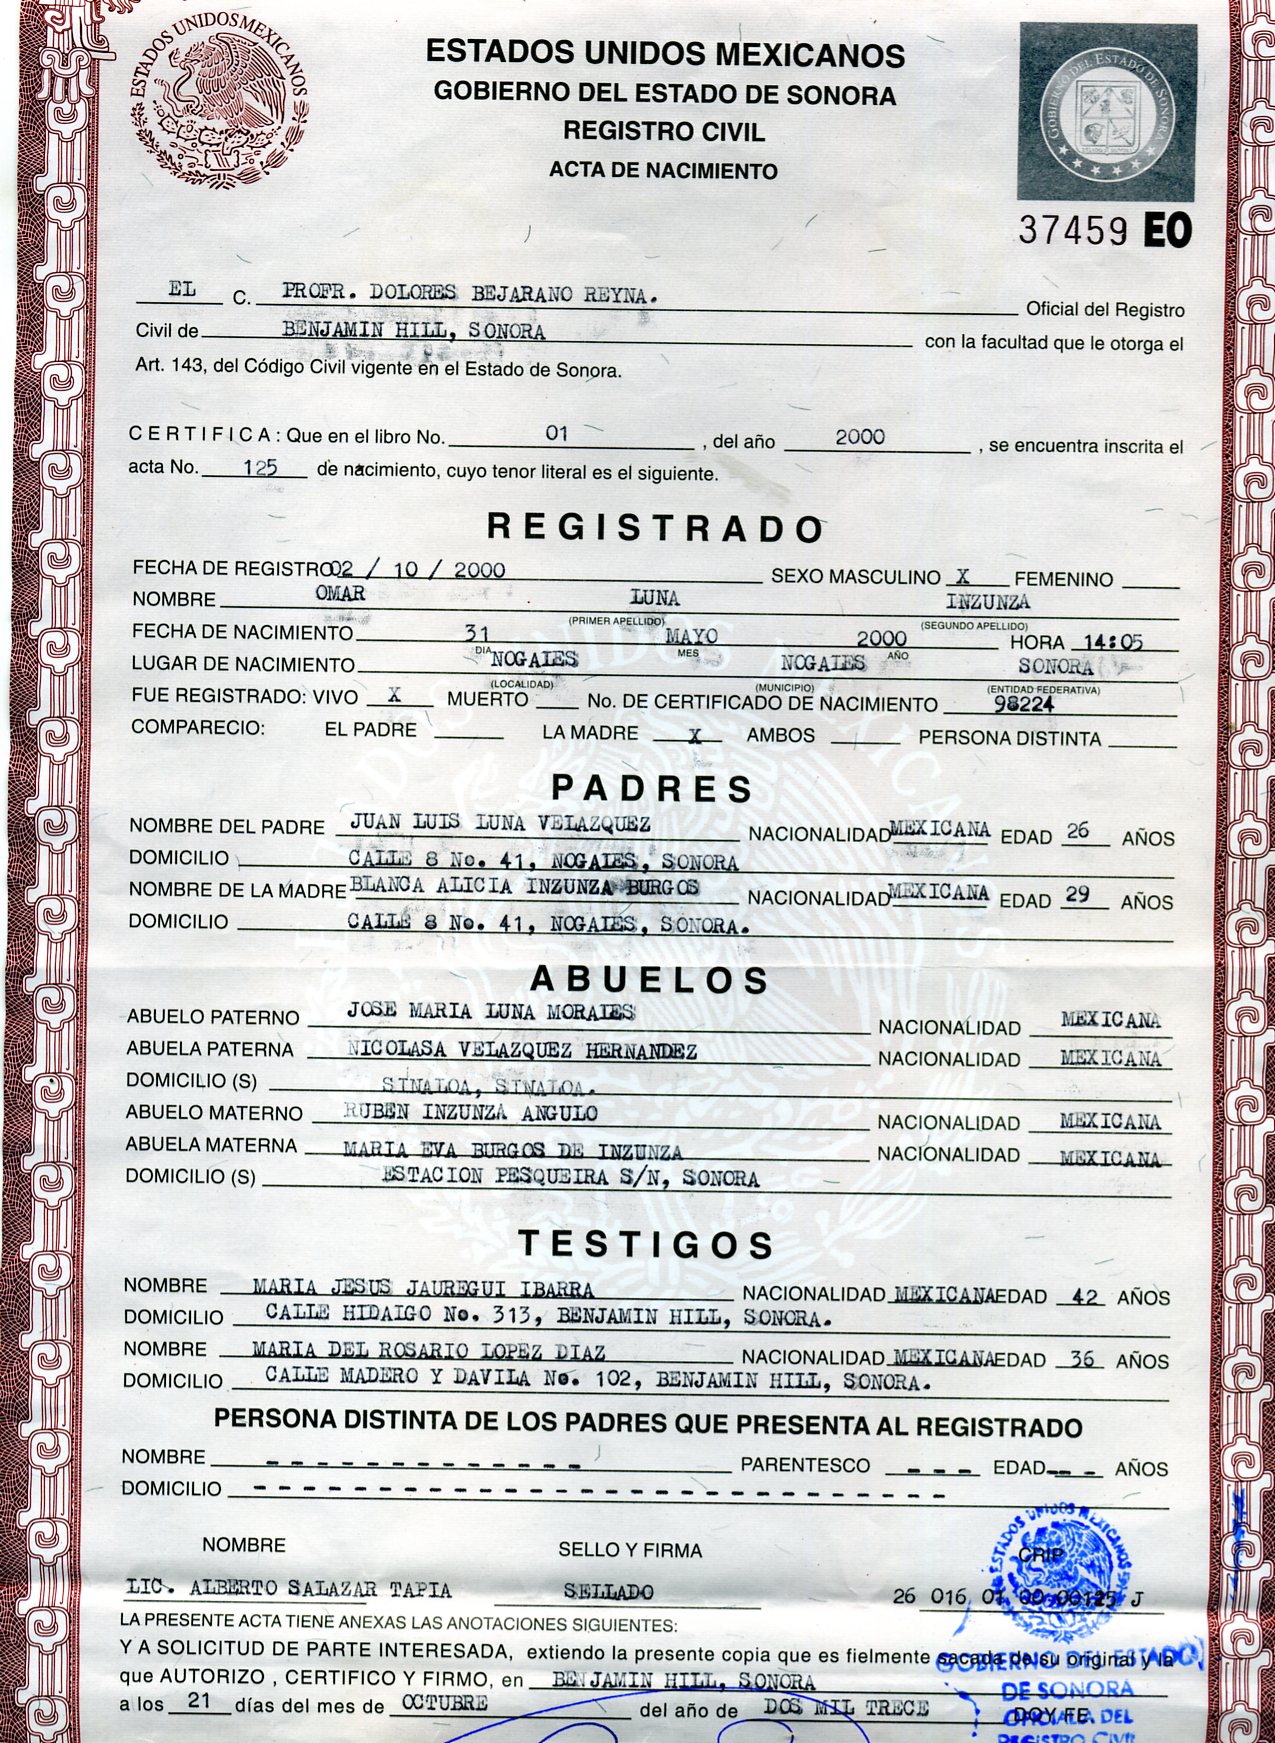 ESTADOS UNIDOS MEXICANOS
ESTADOS UNIDOS MEXICANOS
GOBIERNO DEL ESTADO DE SONORA
REGISTRO CIVIL
ACTA DE NACIMIENTO
GOBIERNO DEL ESTADO DE SONORA
37459 EO
EL C. PROFR. DOLORES BEJARANO REYNA. Oficial del Registro
Civil de BENJAMIN HILL, SONORA con la facultad que le otorga el
Art. 143, del Código Civil vigente en el Estado de Sonora.
CERTIFICA: Que en el libro No. 01, del año 2000, se encuentra inscrita el
acta No. 125 de nacimiento, cuyo tenor literal es el siguiente.
REGISTRADO
FECHA DE REGISTRO 02 / 10 / 2000 SEXO MASCULINO X FEMENINO
NOMBRE OMAR LUNA INZUNZA
(PRIMER APELLIDO) (SEGUNDO APELLIDO)
FECHA DE NACIMIENTO 31 MAYO 2000 HORA 14:05
DIA MES AÑO
LUGAR DE NACIMIENTO NOGALES NOGALES SONORA
(LOCALIDAD) (MUNICIPIO) (ENTIDAD FEDERATIVA)
FUE REGISTRADO: VIVO X MUERTO No. DE CERTIFICADO DE NACIMIENTO 98224
COMPARECIO: EL PADRE LA MADRE X AMBOS PERSONA DISTINTA
PADRES
NOMBRE DEL PADRE JUAN LUIS LUNA VELAZQUEZ NACIONALIDAD MEXICANA EDAD 26 AÑOS
DOMICILIO CALLE 8 No. 41, NOGALES, SONORA
NOMBRE DE LA MADRE BLANCA ALICIA INZUNZA BURGOS NACIONALIDAD MEXICANA EDAD 29 AÑOS
DOMICILIO CALLE 8 No. 41, NOGALES, SONORA.
ABUELOS
ABUELO PATERNO JOSE MARIA LUNA MORALES NACIONALIDAD MEXICANA
ABUELA PATERNA NICOLASA VELAZQUEZ HERNANDEZ NACIONALIDAD MEXICANA
DOMICILIO (S) SINALOA, SINALOA.
ABUELO MATERNO RUBEN INZUNZA ANGULO NACIONALIDAD MEXICANA
ABUELA MATERNA MARIA EVA BURGOS DE INZUNZA NACIONALIDAD MEXICANA
DOMICILIO (S) ESTACION PESQUEIRA S/N, SONORA
TESTIGOS
NOMBRE MARIA JESUS JAUREGUI IBARRA NACIONALIDAD MEXICANA EDAD 42 AÑOS
DOMICILIO CALLE HIDALGO No. 313, BENJAMIN HILL, SONORA.
NOMBRE MARIA DEL ROSARIO LOPEZ DIAZ NACIONALIDAD MEXICANA EDAD 36 AÑOS
DOMICILIO CALLE MADERO Y DAVILA No. 102, BENJAMIN HILL, SONORA.
PERSONA DISTINTA DE LOS PADRES QUE PRESENTA AL REGISTRADO
NOMBRE - - - - - - - - - - - - - PARENTESCO - - - EDAD - - AÑOS
DOMICILIO - - - - - - - - - - - - - - - - - - - - - - - - - - - -
NOMBRE SELLO Y FIRMA CRIP
ESTADOS UNIDOS MEXICANOS
LIC. ALBERTO SALAZAR TAPIA SELLADO 26 016 01 00 00125 J
LA PRESENTE ACTA TIENE ANEXAS LAS ANOTACIONES SIGUIENTES:
Y A SOLICITUD DE PARTE INTERESADA, extiendo la presente copia que es fielmente sacada de su original y la
que AUTORIZO , CERTIFICO Y FIRMO, en BENJAMIN HILL, SONORA
a los 21 días del mes de OCTUBRE del año de DOS MIL TRECE DOY FE.
GOBIERNO DEL ESTADO
DE SONORA
OFICIALIA DEL
REGISTRO CIVIL